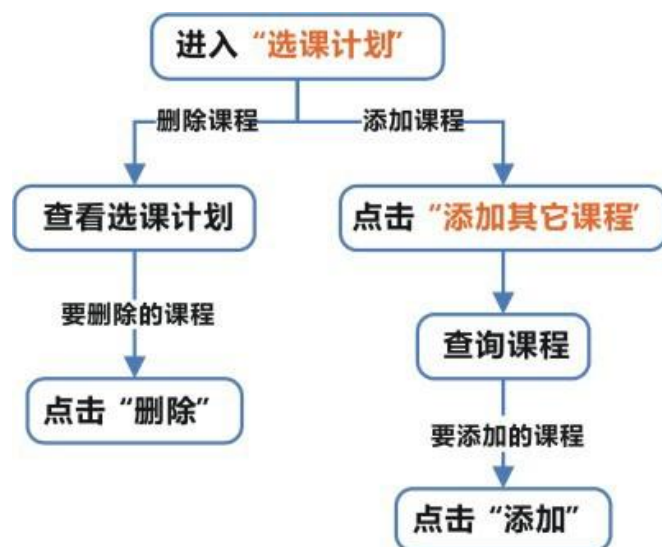 进入“选课计划”
删除课程
添加课程
查看选课计划
点击“添加其它课程’
要删除的课程
查询课程
点击“删除”
要添加的课程
点击“添加”